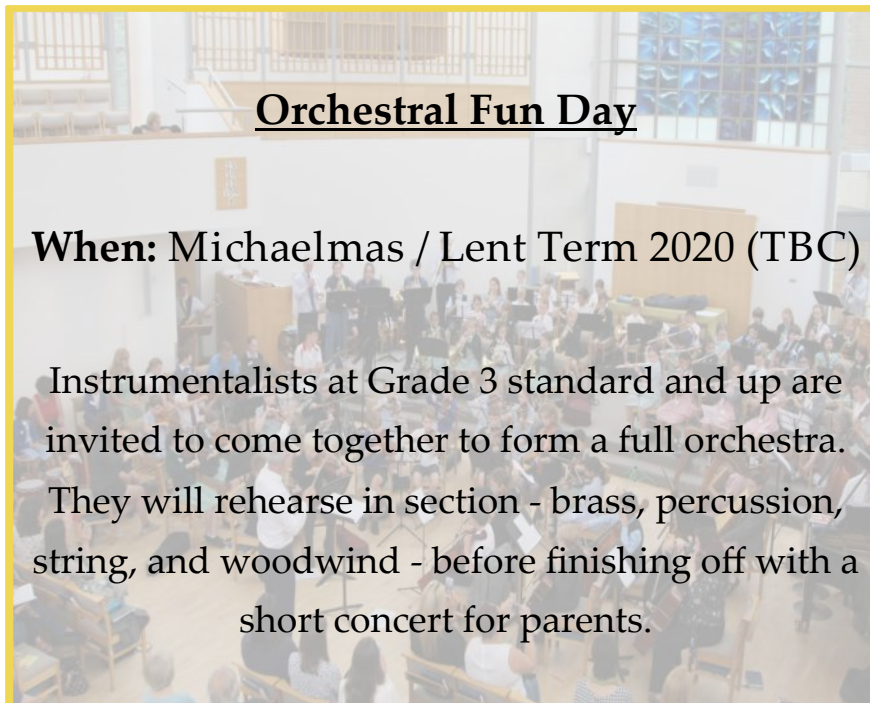 Orchestral Fun Day
When: Michaelmas / Lent Term 2020 (TBC)
Instrumentalists at Grade 3 standard and up are
invited to come together to form a full orchestra.
They will rehearse in section - brass, percussion,
string, and woodwind - before finishing off with a
short concert for parents.